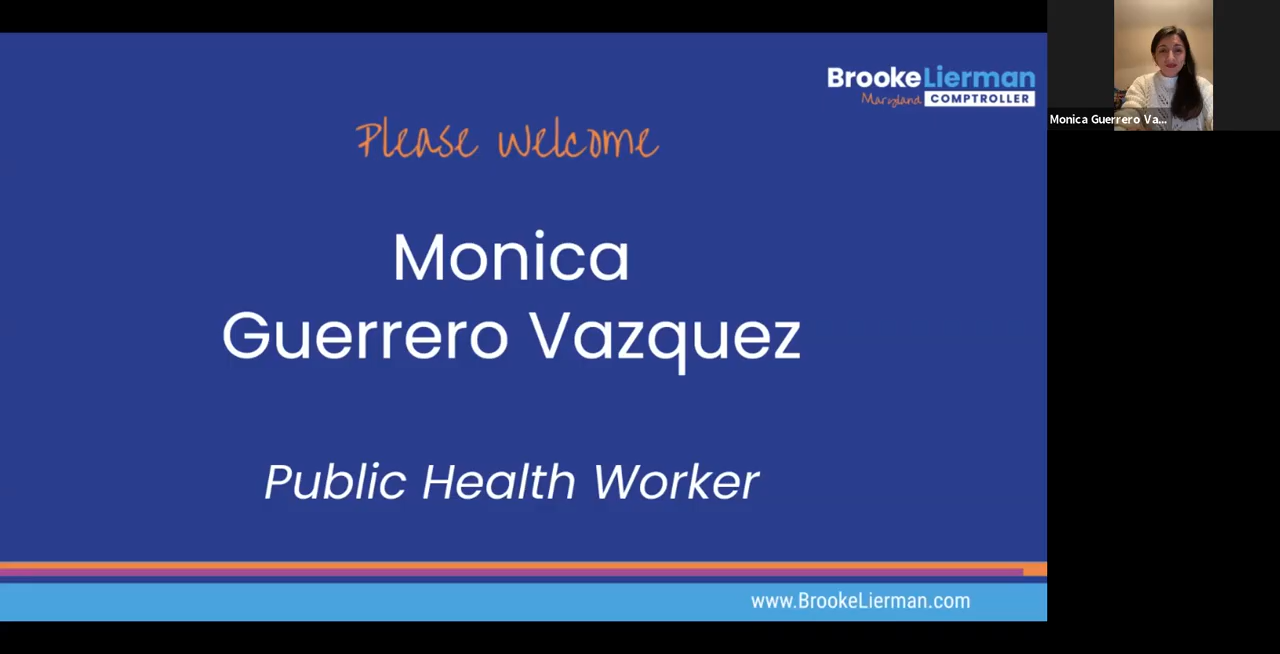 BrookeLierman
Maryland COMPTROLLER
Please welcome
Monica
Guerrero Vazquez
Public Health Worker
www.BrookeLierman.com
Monica Guerrero Va...